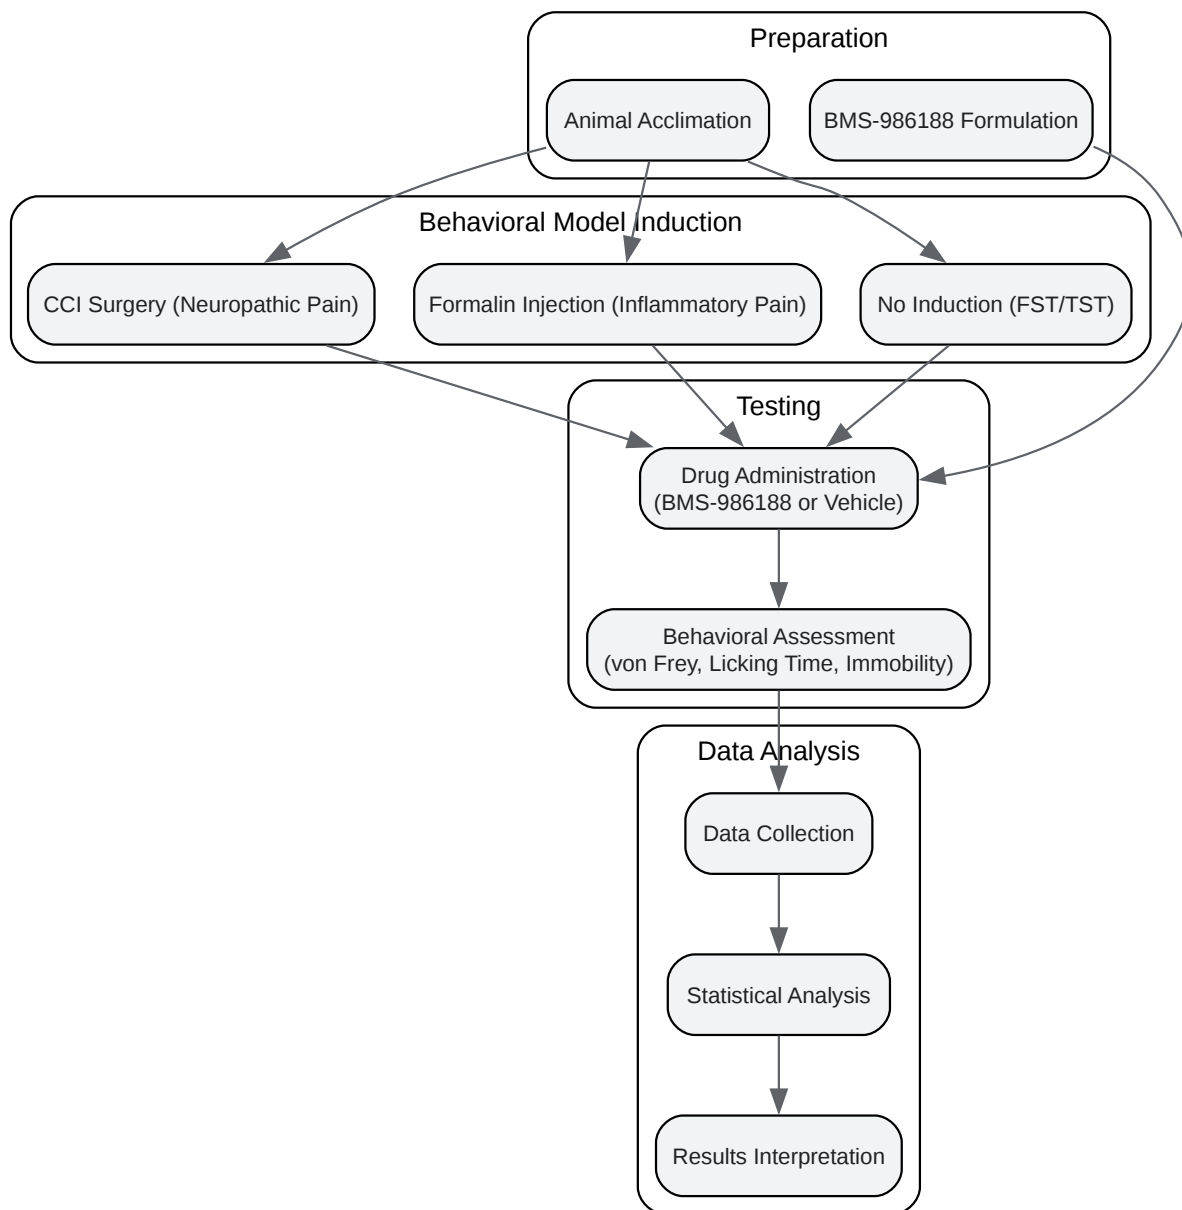 Preparation
Animal Acclimation
BMS-986188 Formulation
Behavioral Model Induction
CCI Surgery (Neuropathic Pain)
Formalin Injection (Inflammatory Pain)
No Induction (FST/TST)
Testing
Drug Administration
(BMS-986188 or Vehicle)
Behavioral Assessment
(von Frey, Licking Time, Immobility)
Data Analysis
Data Collection
Statistical Analysis
Results Interpretation